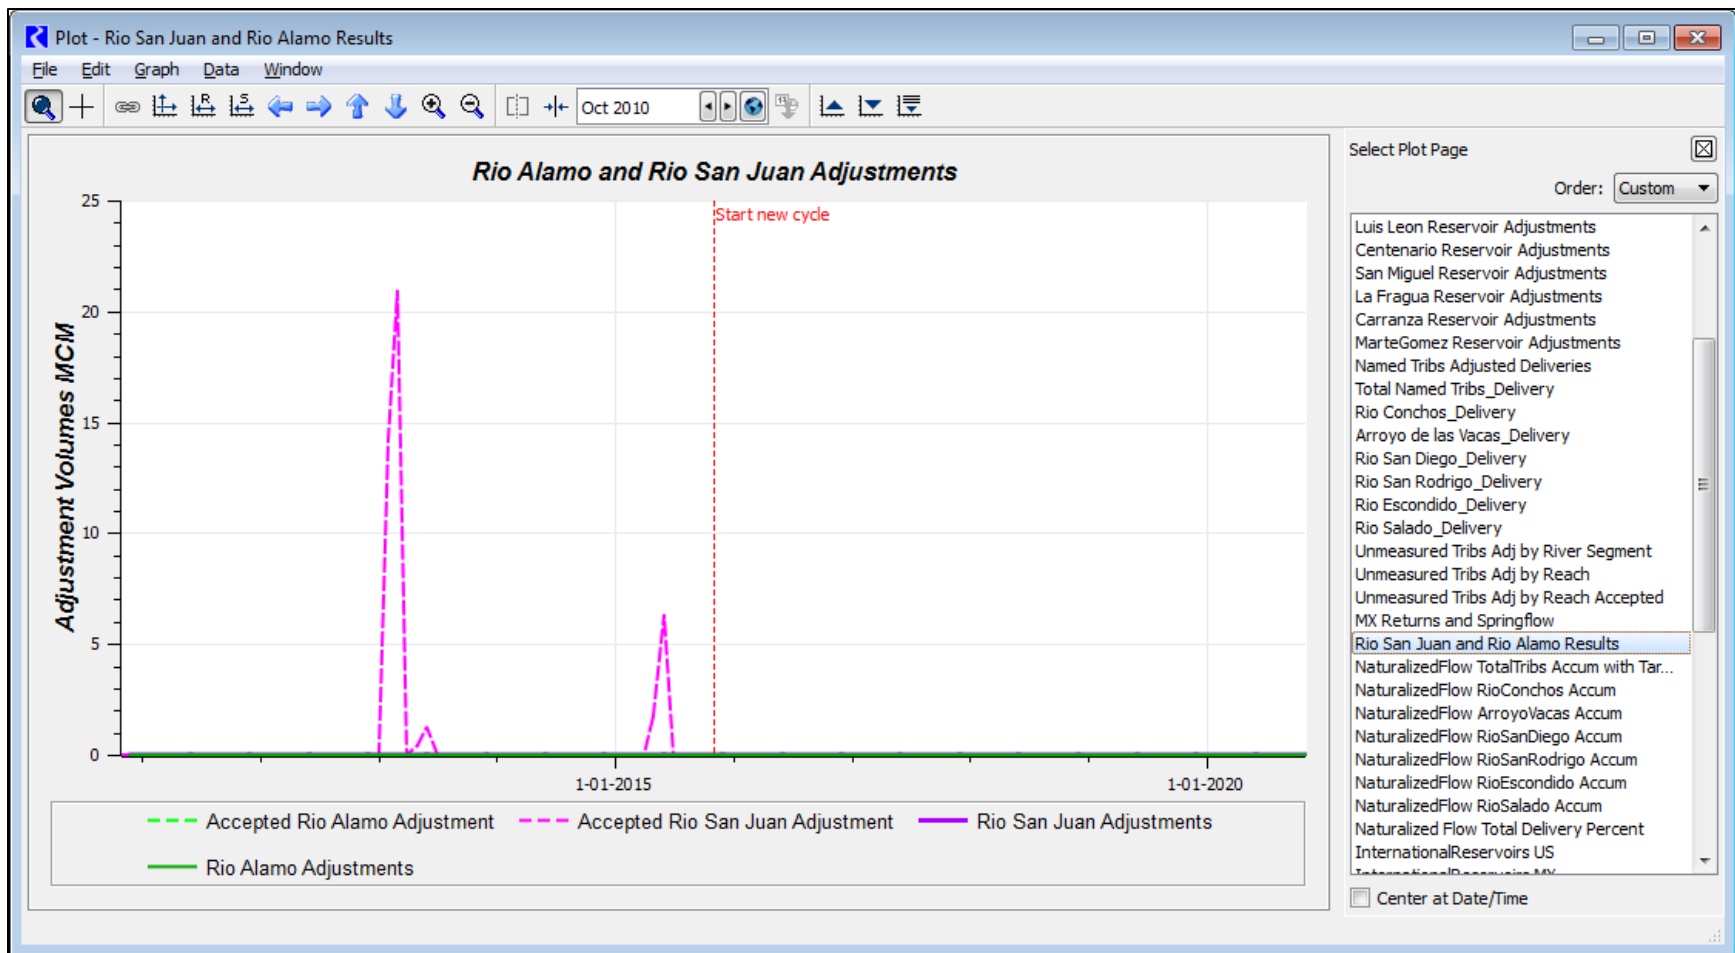 Plot - Rio San Juan and Rio Alamo Results
File Edit Graph Data Window
Oct 2010
Rio Alamo and Rio San Juan Adjustments
Start new cycle
Adjustment Volumes MCM
25
20
15
10
5
0
1-01-2015
1-01-2020
Accepted Rio Alamo Adjustment
Accepted Rio San Juan Adjustment
Rio San Juan Adjustments
Rio Alamo Adjustments
Select Plot Page
Order: Custom
Luis Leon Reservoir Adjustments
Centenario Reservoir Adjustments
San Miguel Reservoir Adjustments
La Fragua Reservoir Adjustments
Carranza Reservoir Adjustments
MarteGomez Reservoir Adjustments
Named Tribs Adjusted Deliveries
Total Named Tribs_Delivery
Rio Conchos_Delivery
Arroyo de las Vacas_Delivery
Rio San Diego_Delivery
Rio San Rodrigo_Delivery
Rio Escondido_Delivery
Rio Salado_Delivery
Unmeasured Tribs Adj by River Segment
Unmeasured Tribs Adj by Reach
Unmeasured Tribs Adj by Reach Accepted
MX Returns and Springflow
Rio San Juan and Rio Alamo Results
NaturalizedFlow TotalTribs Accum with Tar...
NaturalizedFlow RioConchos Accum
NaturalizedFlow ArroyoVacas Accum
NaturalizedFlow RioSanDiego Accum
NaturalizedFlow RioSanRodrigo Accum
NaturalizedFlow RioEscondido Accum
NaturalizedFlow RioSalado Accum
Naturalized Flow Total Delivery Percent
InternationalReservoirs US
InternationalReservoirs MX
Center at Date/Time